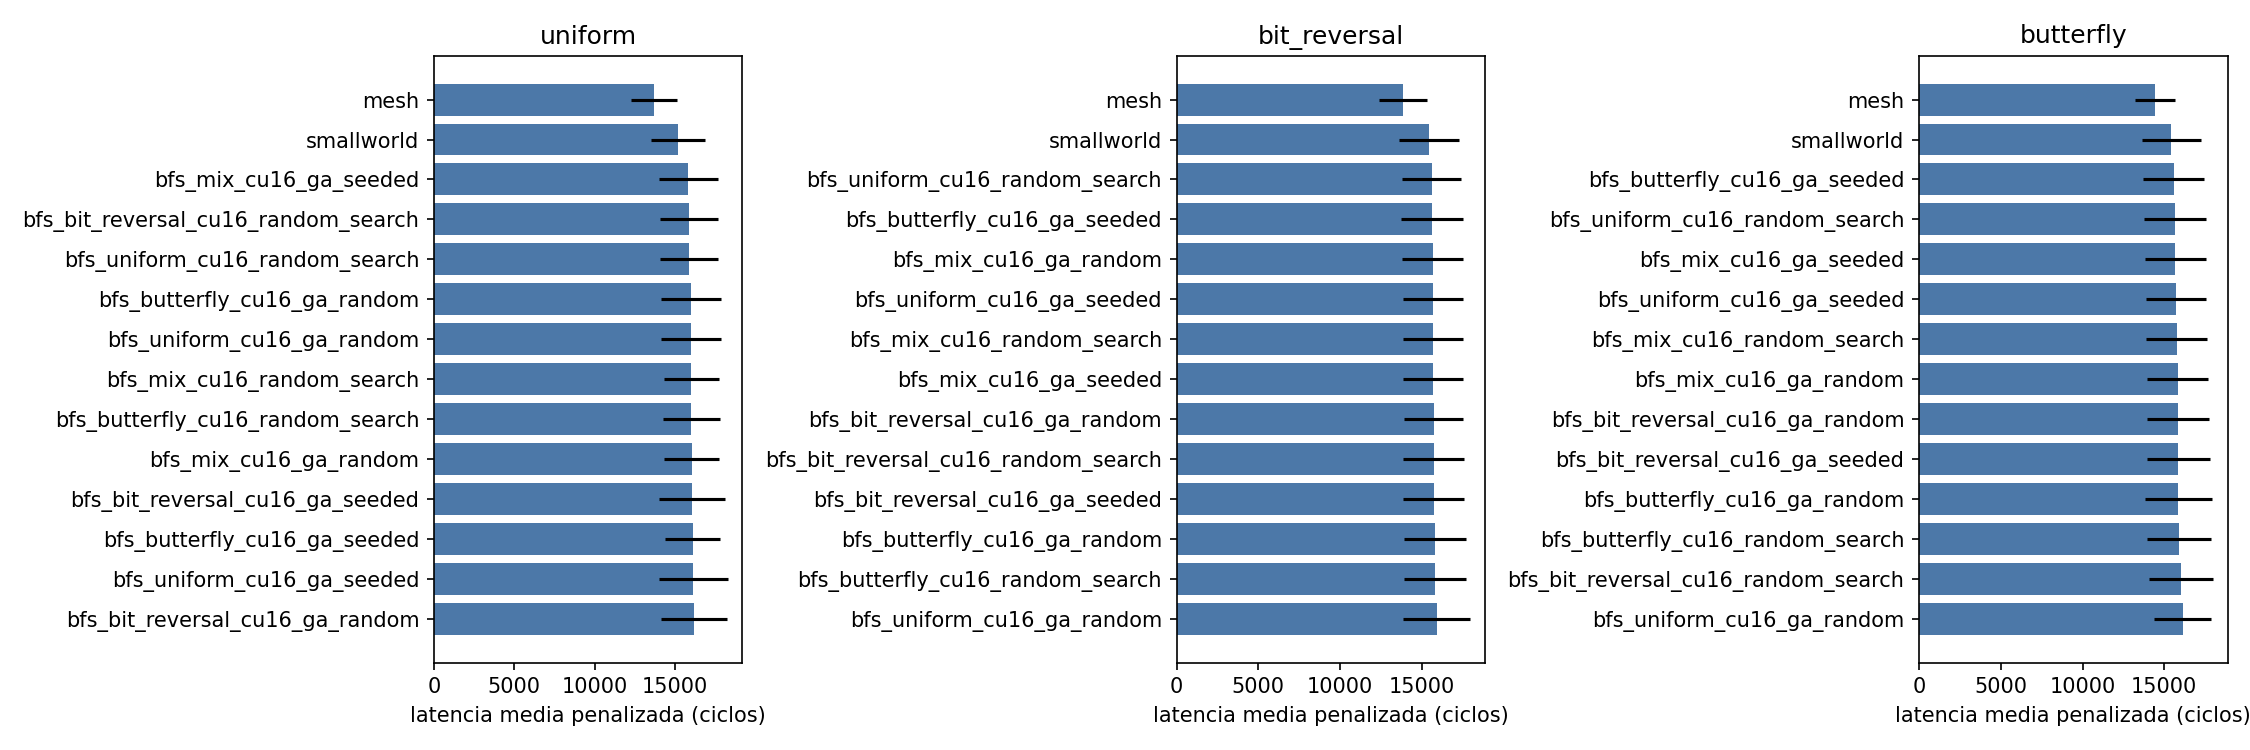 uniform
mesh
smallworld
bfs_mix_cu16_ga_seeded
bfs_bit_reversal_cu16_random_search
bfs_uniform_cu16_random_search
bfs_butterfly_cu16_ga_random
bfs_uniform_cu16_ga_random
bfs_mix_cu16_random_search
bfs_butterfly_cu16_random_search
bfs_mix_cu16_ga_random
bfs_bit_reversal_cu16_ga_seeded
bfs_butterfly_cu16_ga_seeded
bfs_uniform_cu16_ga_seeded
bfs_bit_reversal_cu16_ga_random
0 5000 10000 15000
latencia media penalizada (ciclos)
bit_reversal
mesh
smallworld
bfs_uniform_cu16_random_search
bfs_butterfly_cu16_ga_seeded
bfs_mix_cu16_ga_random
bfs_uniform_cu16_ga_seeded
bfs_mix_cu16_random_search
bfs_mix_cu16_ga_seeded
bfs_bit_reversal_cu16_ga_random
bfs_bit_reversal_cu16_random_search
bfs_bit_reversal_cu16_ga_seeded
bfs_butterfly_cu16_ga_random
bfs_butterfly_cu16_random_search
bfs_uniform_cu16_ga_random
0 5000 10000 15000
latencia media penalizada (ciclos)
butterfly
mesh
smallworld
bfs_butterfly_cu16_ga_seeded
bfs_uniform_cu16_random_search
bfs_mix_cu16_ga_seeded
bfs_uniform_cu16_ga_seeded
bfs_mix_cu16_random_search
bfs_mix_cu16_ga_random
bfs_bit_reversal_cu16_ga_random
bfs_bit_reversal_cu16_ga_seeded
bfs_butterfly_cu16_ga_random
bfs_butterfly_cu16_random_search
bfs_bit_reversal_cu16_random_search
bfs_uniform_cu16_ga_random
0 5000 10000 15000
latencia media penalizada (ciclos)